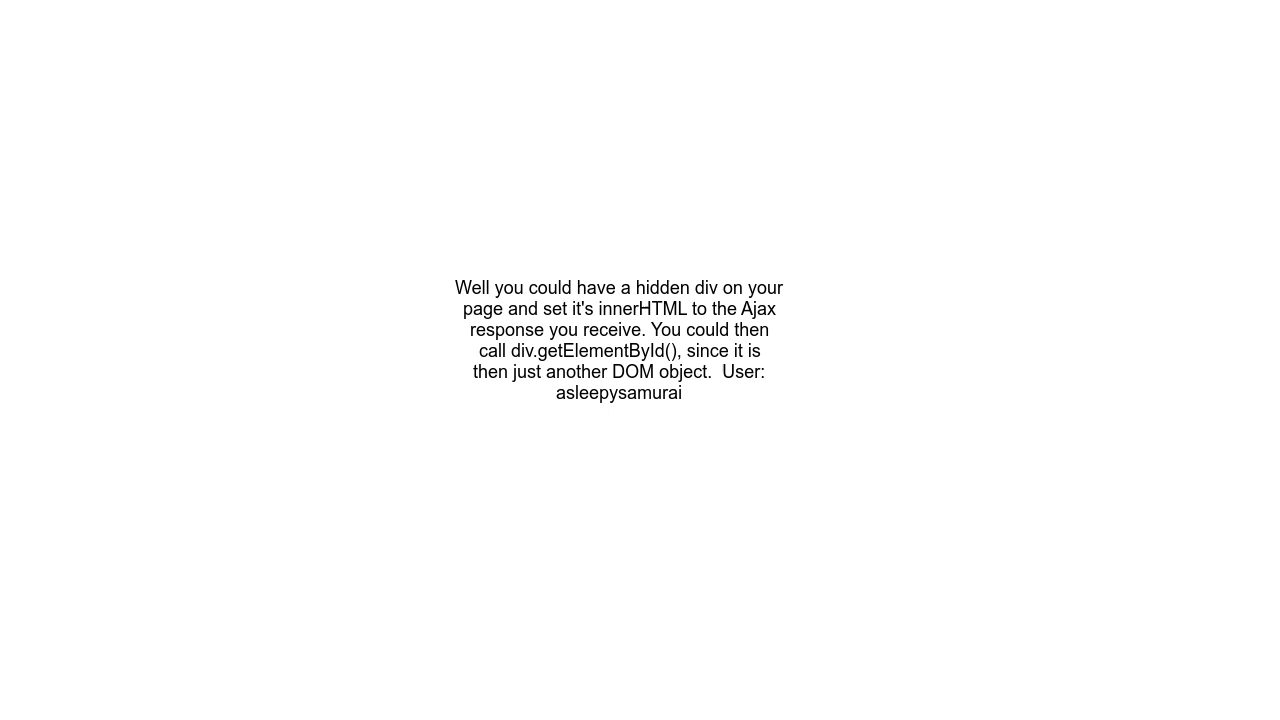 Well you could have a hidden div on your
page and set it's innerHTML to the Ajax
response you receive. You could then
call div.getElementById(), since it is
then just another DOM object.  User:
asleepysamurai